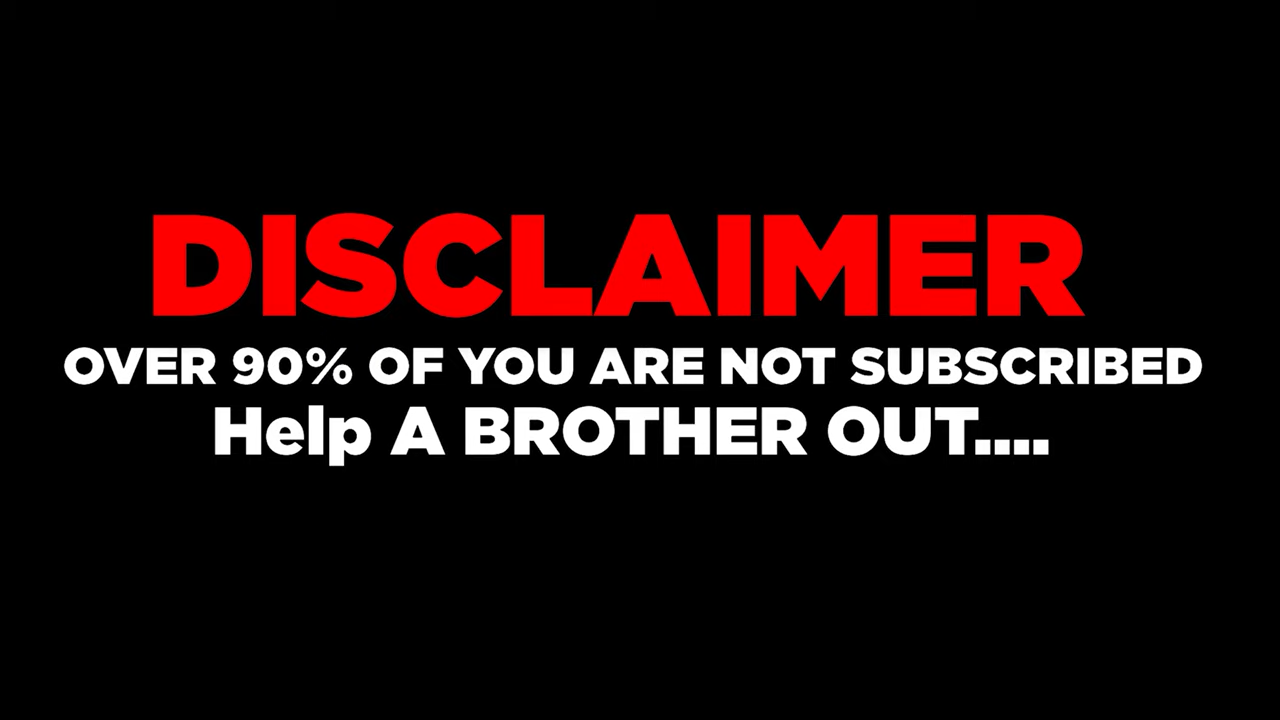 DISCLAIMER
OVER 90% OF YOU ARE NOT SUBSCRIBED
Help A BROTHER OUT....